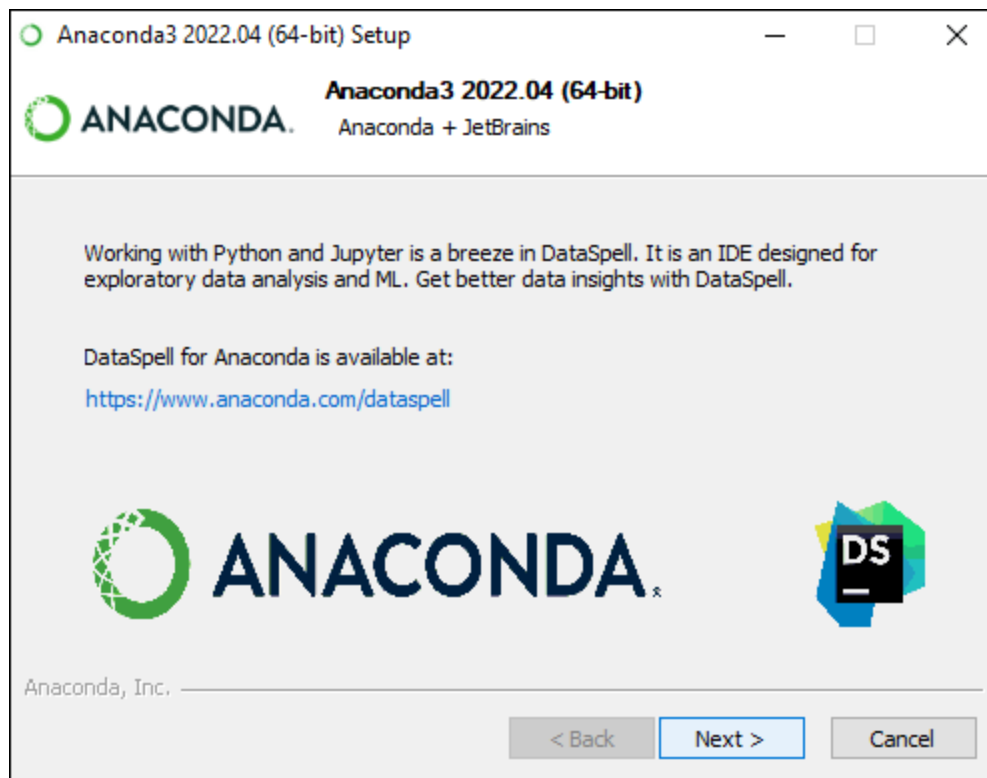 Anaconda3 2022.04 (64-bit) Setup
ANACONDA.
Anaconda3 2022.04 (64-bit)
Anaconda + JetBrains
Working with Python and Jupyter is a breeze in DataSpell. It is an IDE designed for
exploratory data analysis and ML. Get better data insights with DataSpell.
DataSpell for Anaconda is available at:
https://www.anaconda.com/dataspell
ANACONDA®
DS
Anaconda, Inc.
< Back
Next >
Cancel